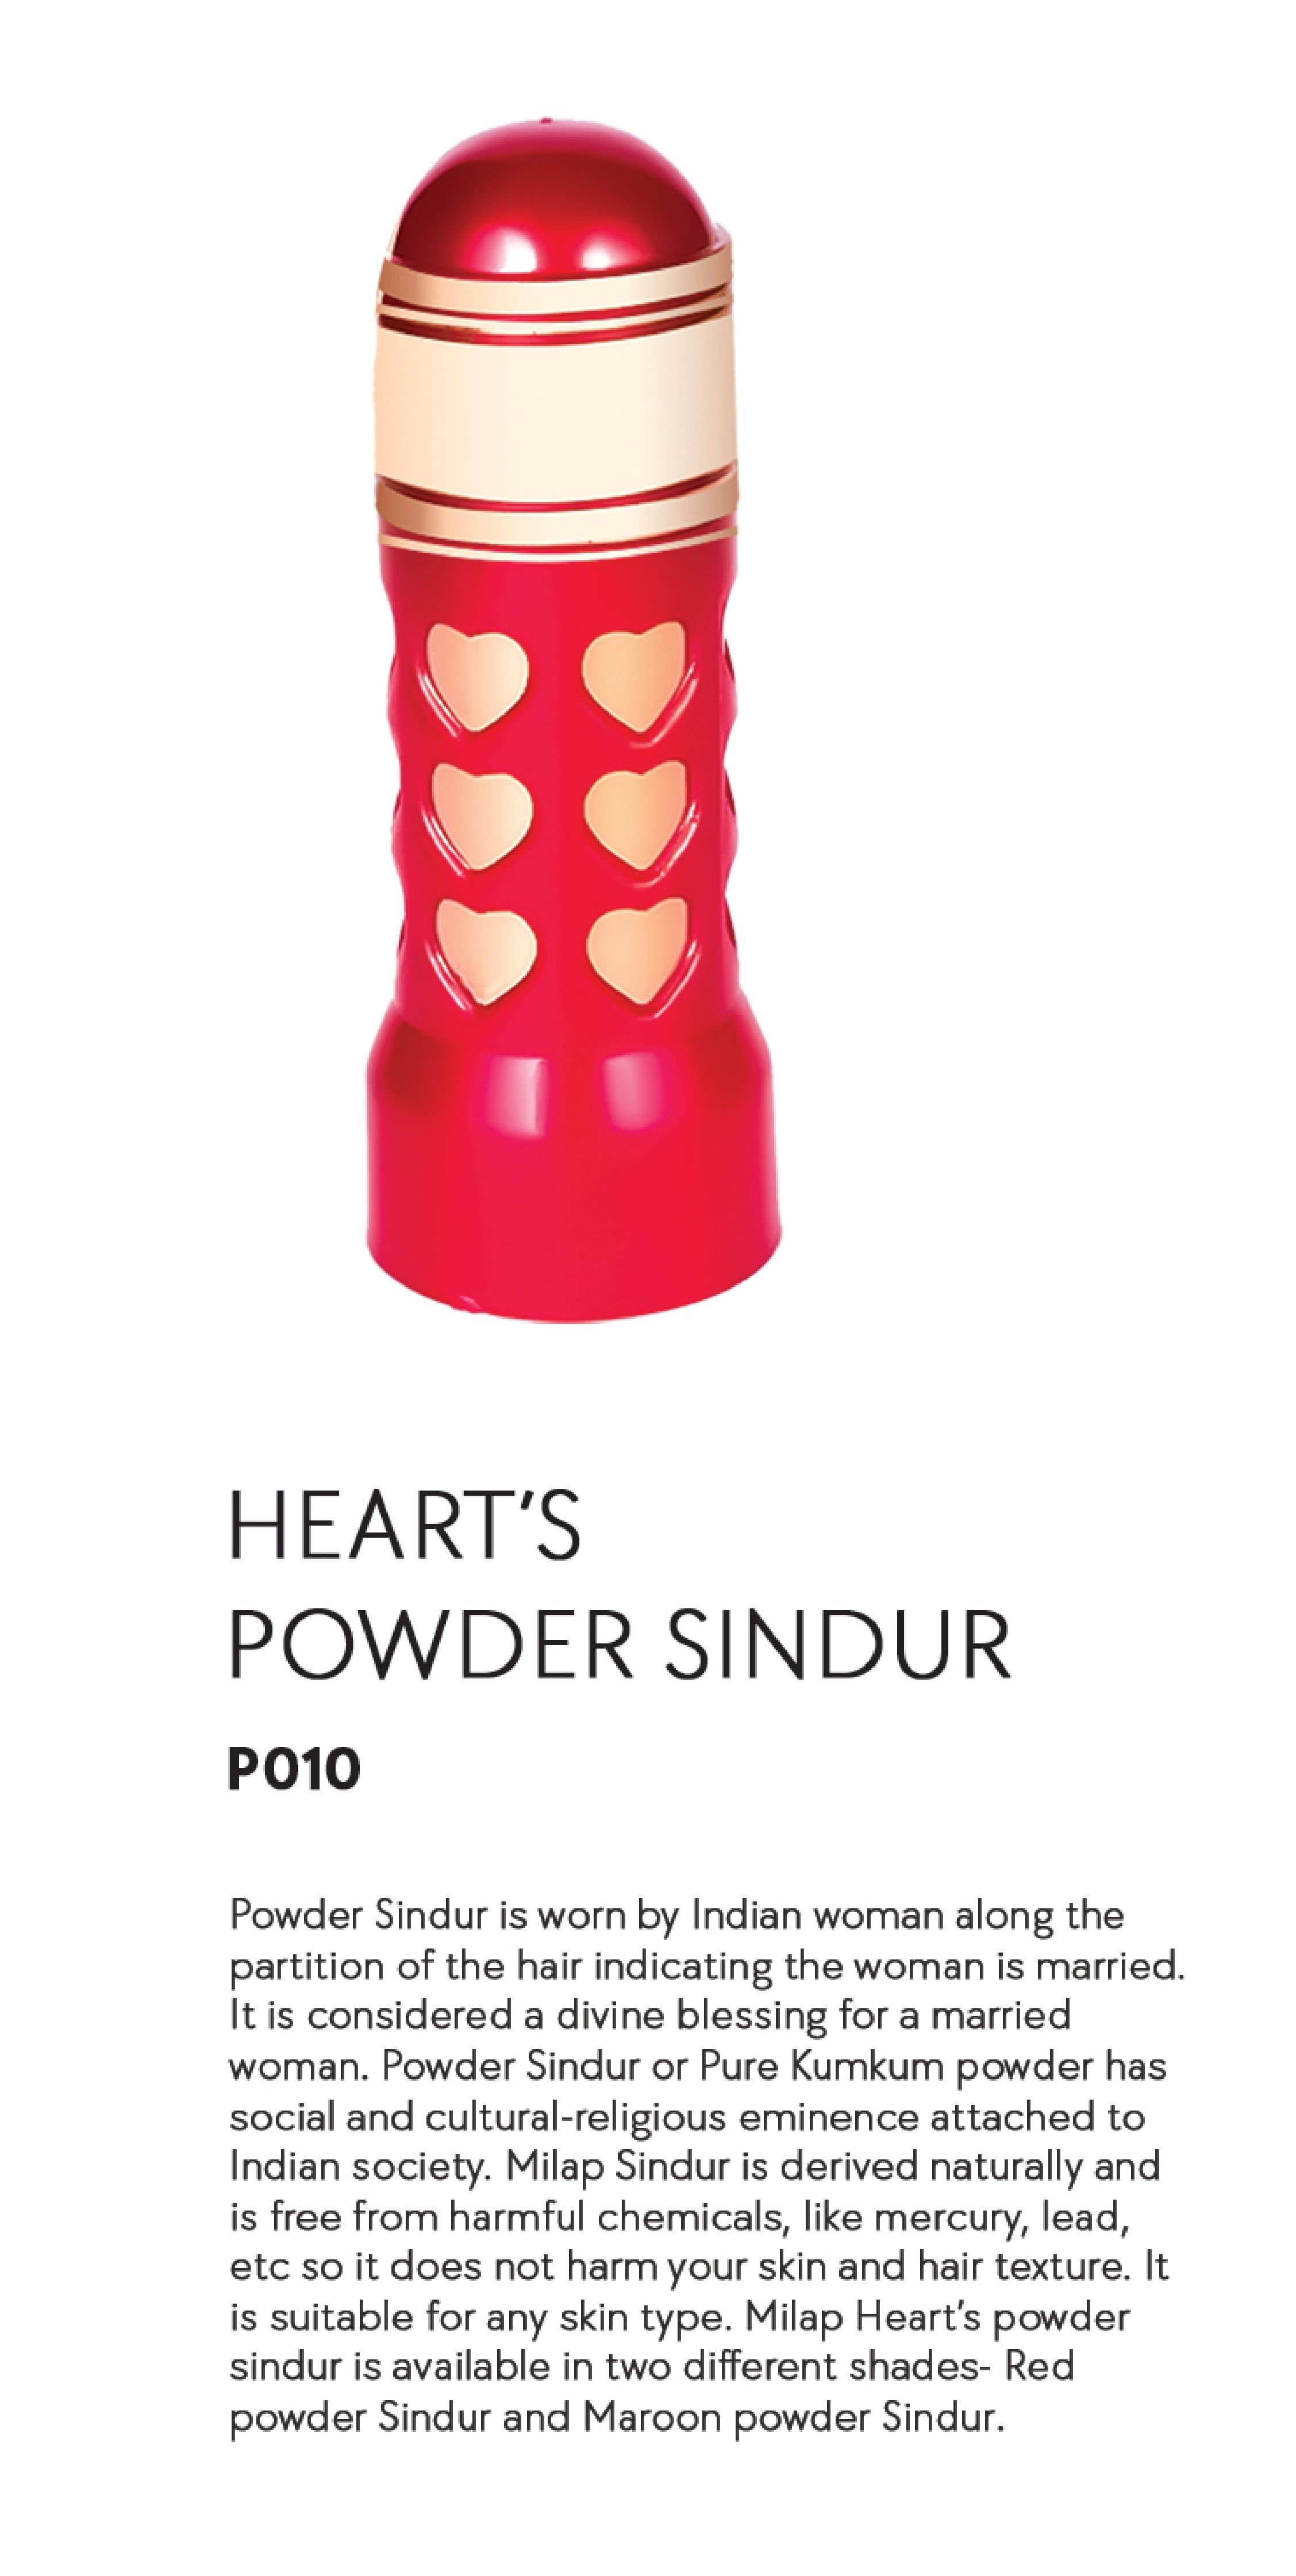 HEART'S
POWDER SINDUR
P010
Powder Sindur is worn by Indian woman along the
partition of the hair indicating the woman is married.
It is considered a divine blessing for a married
woman. Powder Sindur or Pure Kumkum powder has
social and cultural-religious eminence attached to
Indian society. Milap Sindur is derived naturally and
is free from harmful chemicals, like mercury, lead,
etc so it does not harm your skin and hair texture. It
is suitable for any skin type. Milap Heart's powder
sindur is available in two different shades- Red
powder Sindur and Maroon powder Sindur.